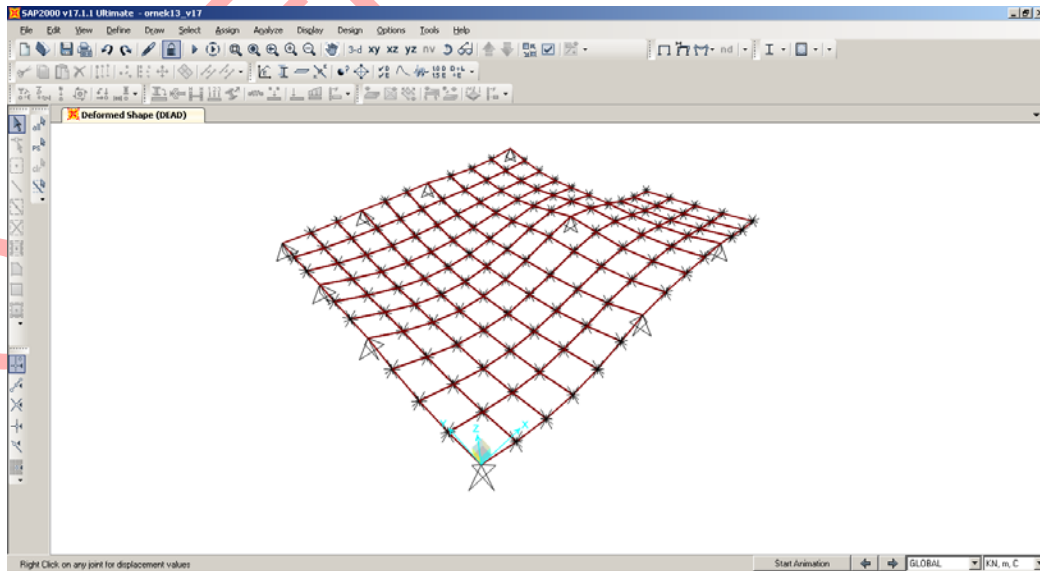 SAP2000 v17.1.1 Ultimate - ornek13_v17
File Edit View Define Draw Select Assign Analyze Display Design Options Tools Help
3-d xy xz yz nv
nd
Deformed Shape (DEAD)
Z
X
Right Click on any joint for displacement values
Start Animation
GLOBAL
KN, m, C